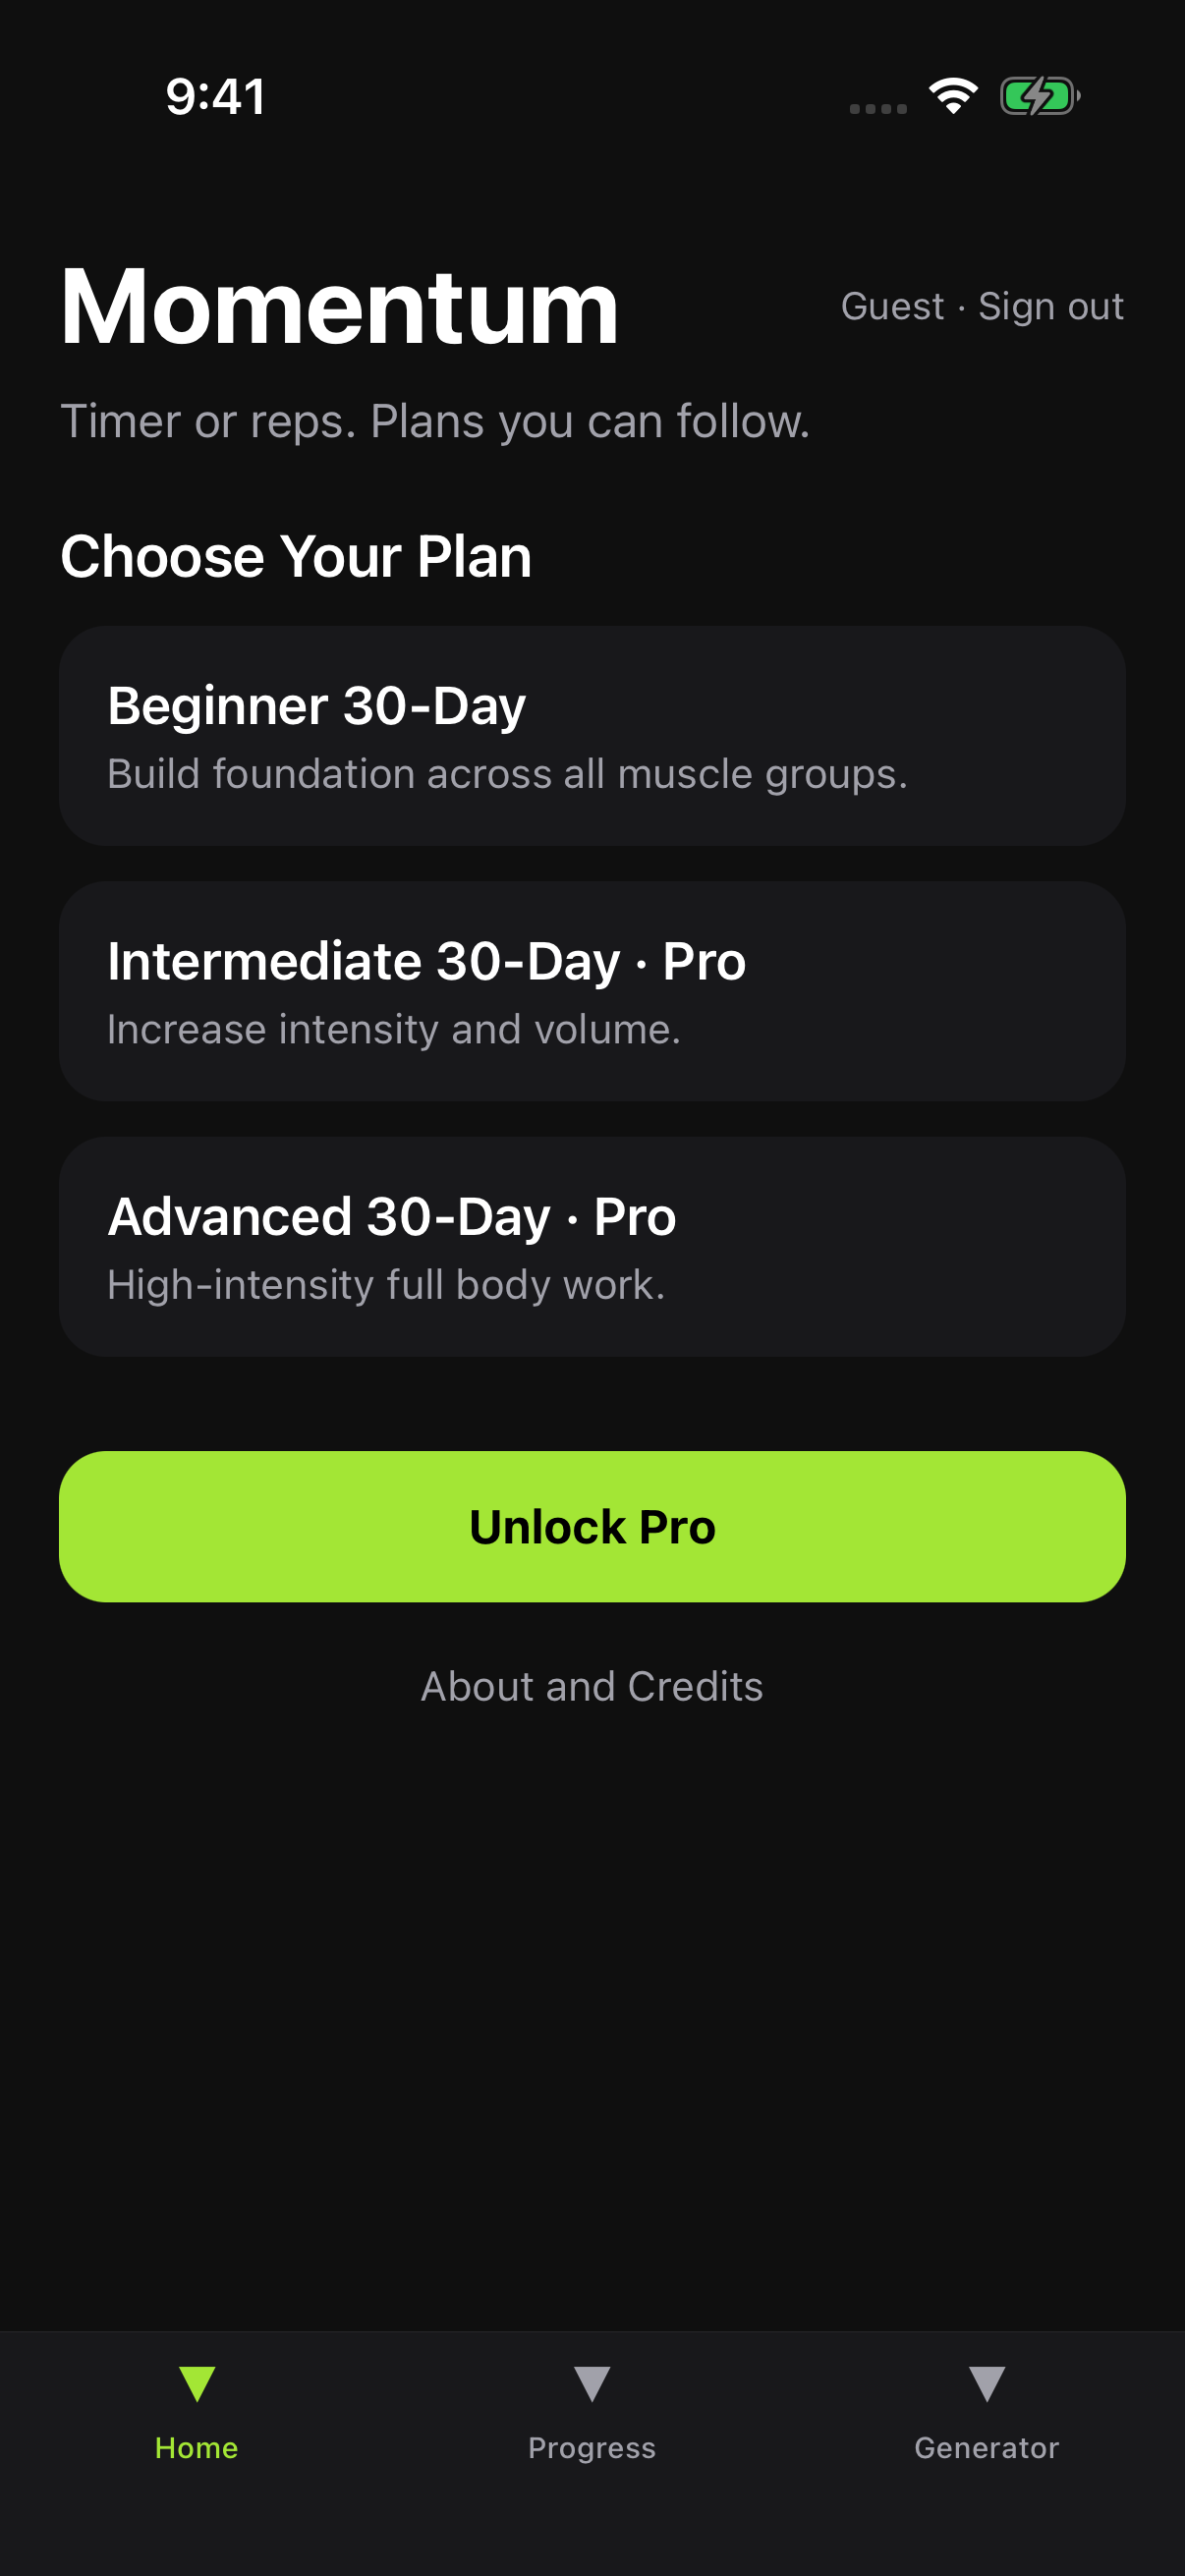 9:41
Momentum
Guest · Sign out
Timer or reps. Plans you can follow.
Choose Your Plan
Beginner 30-Day
Build foundation across all muscle groups.
Intermediate 30-Day · Pro
Increase intensity and volume.
Advanced 30-Day · Pro
High-intensity full body work.
Unlock Pro
About and Credits
Home
Progress
Generator